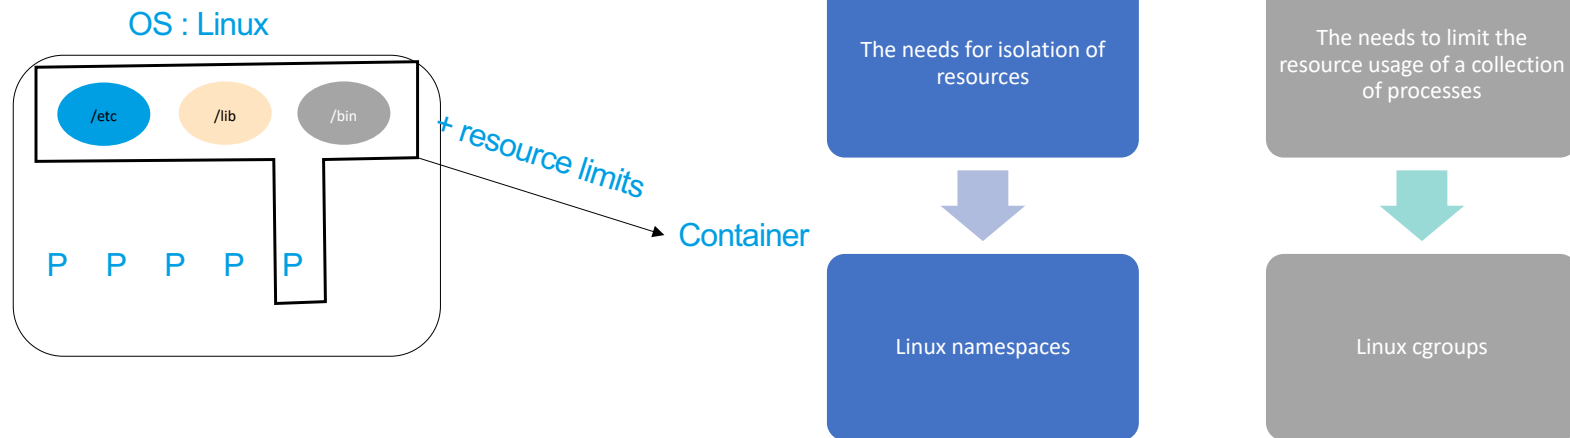 OS : Linux
/etc
/lib
/bin
+ resource limits
Container
P P P P P
The needs for isolation of
resources
Linux namespaces
The needs to limit the
resource usage of a collection
of processes
Linux cgroups